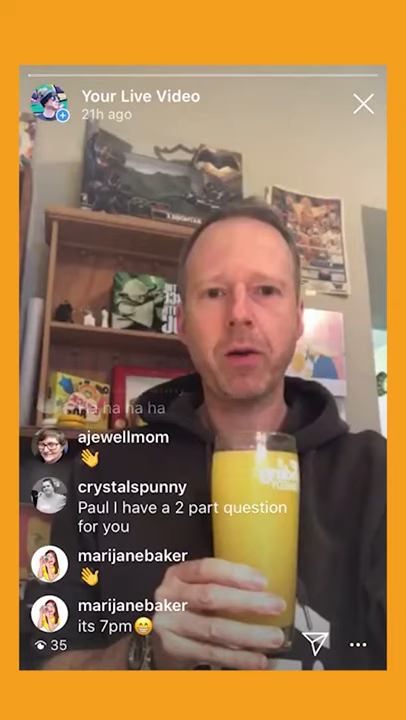 Your Live Video
21h ago
ha ha ha ha
ajewellmom
👋
crystalspunny
Paul I have a 2 part question
for you
marijanebaker
👋
marijanebaker
its 7pm😁
35